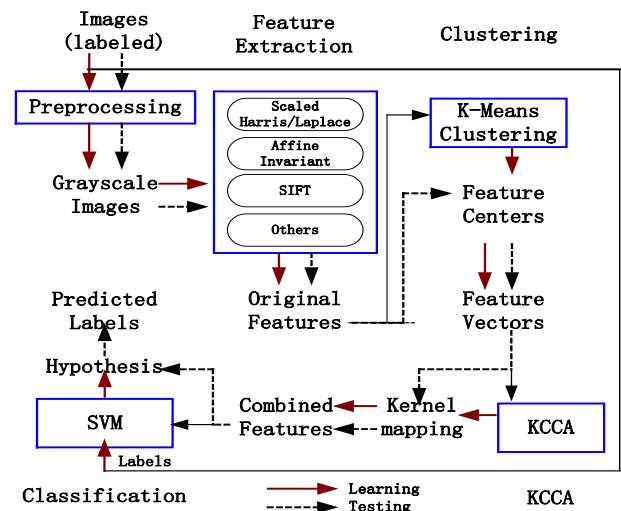 Images
(labeled)
Feature
Extraction
Clustering
Preprocessing
Scaled
Harris/Laplace
Affine
Invariant
SIFT
Others
K-Means
Clustering
Grayscale
Images
Feature
Centers
Original
Features
Feature
Vectors
Predicted
Labels
Hypothesis
SVM
Combined
Features
Kernel
mapping
KCCA
Labels
Classification
Learning
Testing
KCCA